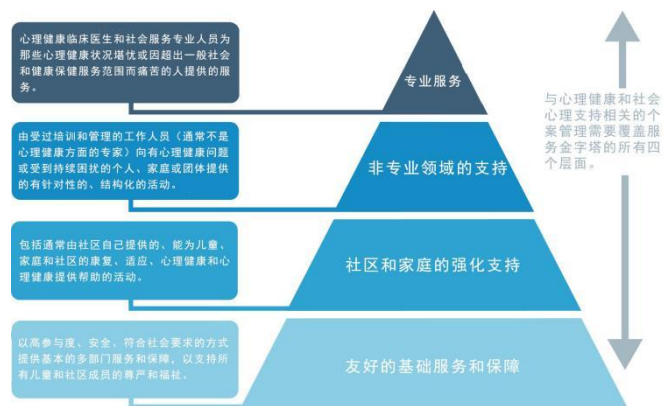 心理健康临床医生和社会服务专业人员为
那些心理健康状况堪忧或因超出一般社会
和健康保健服务范围而痛苦的人提供的服
务。
专业服务
与心理健康和社会
心理支持相关的个
案管理需要覆盖服
务金字塔的所有四
个层面。
由受过培训和管理的工作人员（通常不是
心理健康方面的专家）向有心理健康问题
或受到持续困扰的个人、家庭或团体提供
的有针对性的、结构化的活动。
非专业领域的支持
包括通常由社区自己提供的、能为儿童、
家庭和社区的康复、适应、心理健康和心
理健康提供帮助的活动。
社区和家庭的强化支持
以高参与度、安全、符合社会要求的方式
提供基本的多部门服务和保障，以支持所
有儿童和社区成员的尊严和福祉。
友好的基础服务和保障